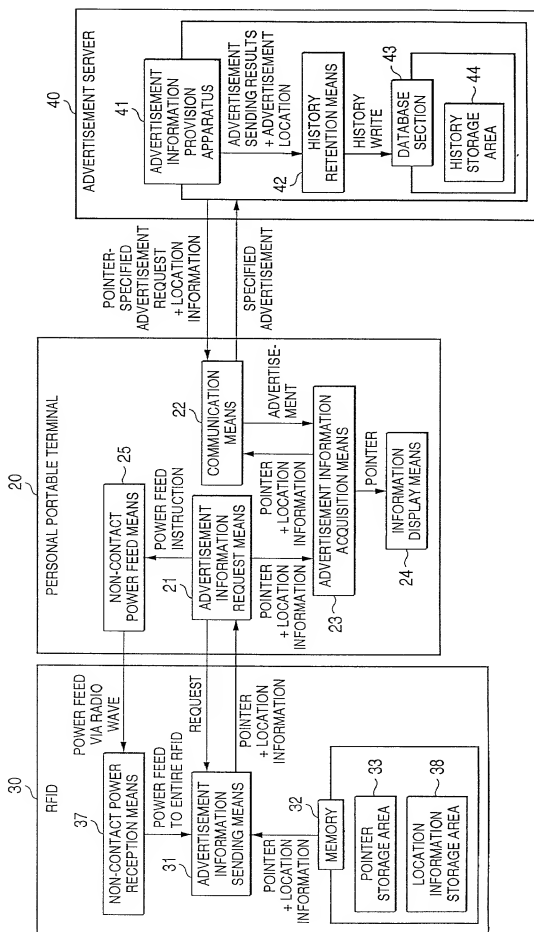 30
RFID
37
NON-CONTACT POWER
RECEPTION MEANS
POWER FEED
VIA RADIO
WAVE
POWER FEED
TO ENTIRE RFID
REQUEST
31
ADVERTISEMENT
INFORMATION
SENDING MEANS
POINTER
+ LOCATION
INFORMATION
POINTER
+ LOCATION
INFORMATION
32
MEMORY
33
POINTER
STORAGE AREA
38
LOCATION
INFORMATION
STORAGE AREA
20
PERSONAL PORTABLE TERMINAL
25
NON-CONTACT
POWER FEED MEANS
POWER FEED
INSTRUCTION
21
ADVERTISEMENT
INFORMATION
REQUEST MEANS
22
COMMUNICATION
MEANS
POINTER
+ LOCATION
INFORMATION
POINTER
+ LOCATION
INFORMATION
ADVERTISE-
MENT
23
ADVERTISEMENT INFORMATION
ACQUISITION MEANS
POINTER
24
INFORMATION
DISPLAY MEANS
POINTER-
SPECIFIED
ADVERTISEMENT
REQUEST
+ LOCATION
INFORMATION
SPECIFIED ADVERTISEMENT
40
ADVERTISEMENT SERVER
41
ADVERTISEMENT
INFORMATION
PROVISION
APPARATUS
ADVERTISEMENT
SENDING RESULTS
+ ADVERTISEMENT
LOCATION
42
HISTORY
RETENTION MEANS
HISTORY
WRITE
43
DATABASE
SECTION
44
HISTORY
STORAGE
AREA